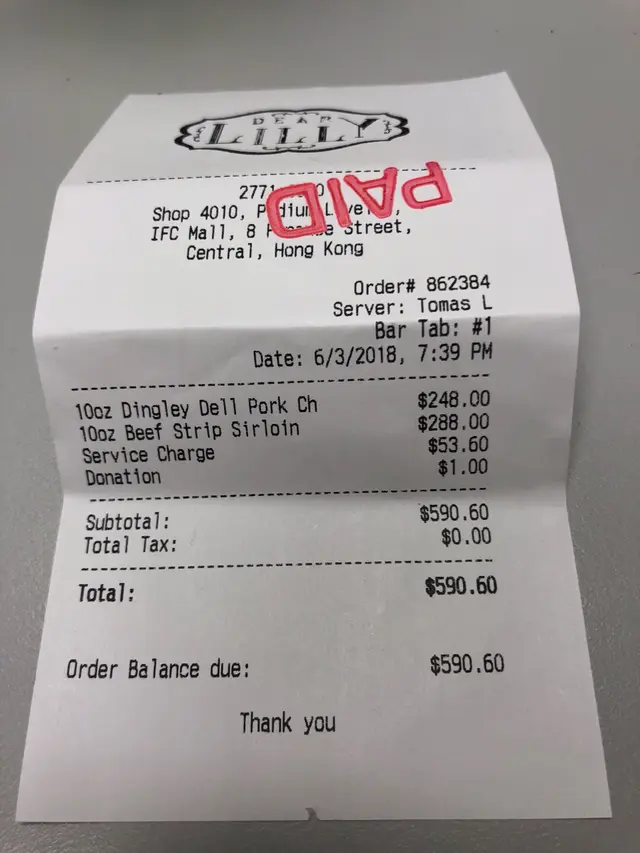 DEAR
LILLY
PAID
2771
Shop 4010,
IFC Mall, 8 Street,
Central, Hong Kong
Order# 862384
Server: Tomas L
Bar Tab: #1
Date: 6/3/2018, 7:39 PM
10oz Dingley Dell Pork Ch $248.00
10oz Beef Strip Sirloin $288.00
Service Charge $53.60
Donation $1.00
Subtotal: $590.60
Total Tax: $0.00
Total: $590.60
Order Balance due: $590.60
Thank you